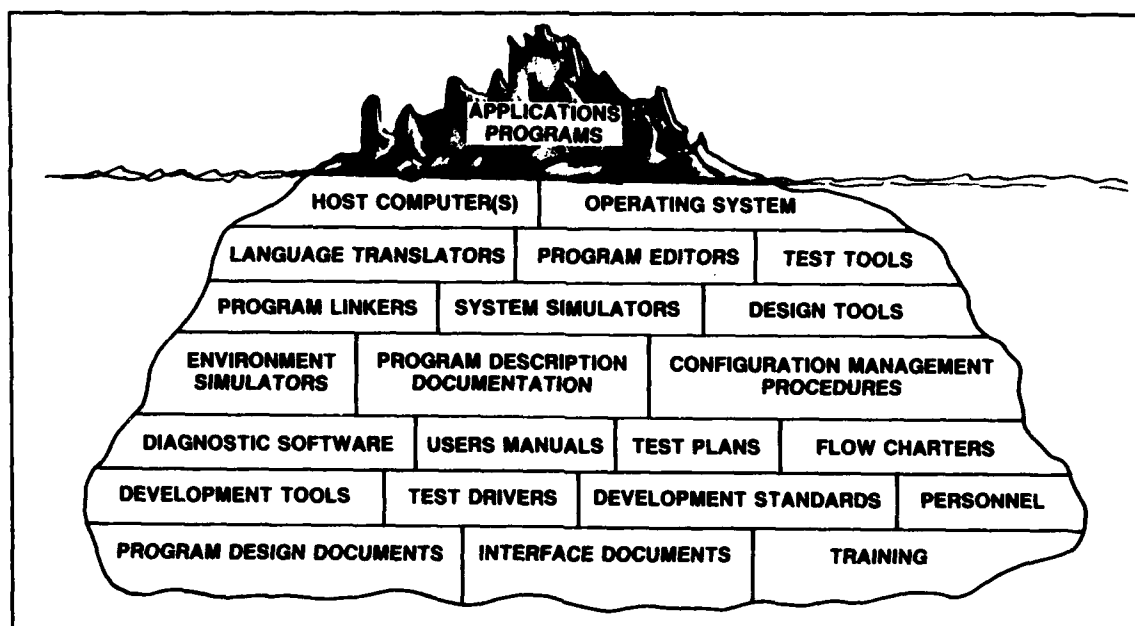 APPLICATIONS
PROGRAMS
HOST COMPUTER(S) OPERATING SYSTEM
LANGUAGE TRANSLATORS PROGRAM EDITORS TEST TOOLS
PROGRAM LINKERS SYSTEM SIMULATORS DESIGN TOOLS
ENVIRONMENT
SIMULATORS
PROGRAM DESCRIPTION
DOCUMENTATION
CONFIGURATION MANAGEMENT
PROCEDURES
DIAGNOSTIC SOFTWARE USERS MANUALS TEST PLANS FLOW CHARTERS
DEVELOPMENT TOOLS TEST DRIVERS DEVELOPMENT STANDARDS PERSONNEL
PROGRAM DESIGN DOCUMENTS INTERFACE DOCUMENTS TRAINING